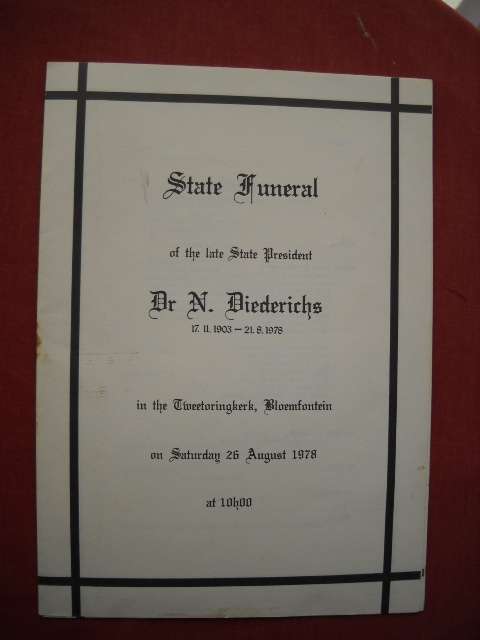 State Funeral
of the late State President
Dr N. Diederichs
17. 11. 1903 — 21. 8. 1978
in the Tweetoringkerk, Bloemfontein
on Saturday 26 August 1978
at 10h00